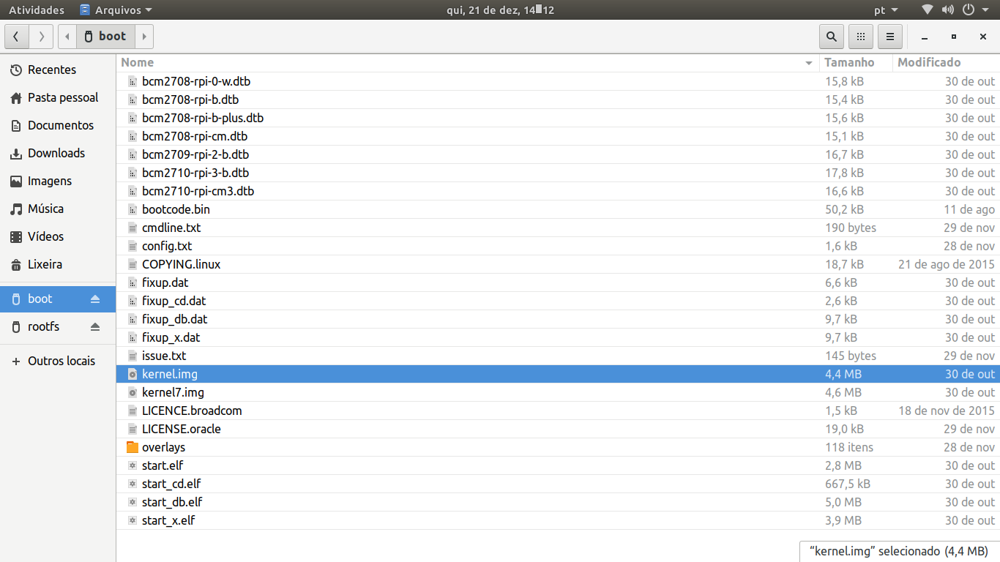 Atividades Arquivos qui, 21 de dez, 14 12 pt
boot
Nome Tamanho Modificado
Recentes
Pasta pessoal
Documentos
Downloads
Imagens
Música
Vídeos
Lixeira
boot
rootfs
Outros locais
bcm2708-rpi-0-w.dtb 15,8 kB 30 de out
bcm2708-rpi-b.dtb 15,4 kB 30 de out
bcm2708-rpi-b-plus.dtb 15,6 kB 30 de out
bcm2708-rpi-cm.dtb 15,1 kB 30 de out
bcm2709-rpi-2-b.dtb 16,7 kB 30 de out
bcm2710-rpi-3-b.dtb 17,8 kB 30 de out
bcm2710-rpi-cm3.dtb 16,6 kB 30 de out
bootcode.bin 50,2 kB 11 de ago
cmdline.txt 190 bytes 29 de nov
config.txt 1,6 kB 28 de nov
COPYING.linux 18,7 kB 21 de ago de 2015
fixup.dat 6,6 kB 30 de out
fixup_cd.dat 2,6 kB 30 de out
fixup_db.dat 9,7 kB 30 de out
fixup_x.dat 9,7 kB 30 de out
issue.txt 145 bytes 29 de nov
kernel.img 4,4 MB 30 de out
kernel7.img 4,6 MB 30 de out
LICENCE.broadcom 1,5 kB 18 de nov de 2015
LICENSE.oracle 19,0 kB 29 de nov
overlays 118 itens 28 de nov
start.elf 2,8 MB 30 de out
start_cd.elf 667,5 kB 30 de out
start_db.elf 5,0 MB 30 de out
start_x.elf 3,9 MB 30 de out
“kernel.img” selecionado (4,4 MB)